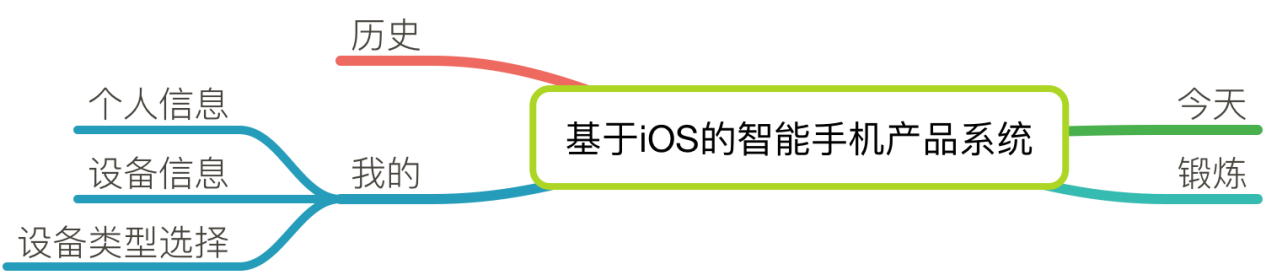 历史
个人信息
设备信息
设备类型选择
我的
基于iOS的智能手机产品系统
今天
锻炼